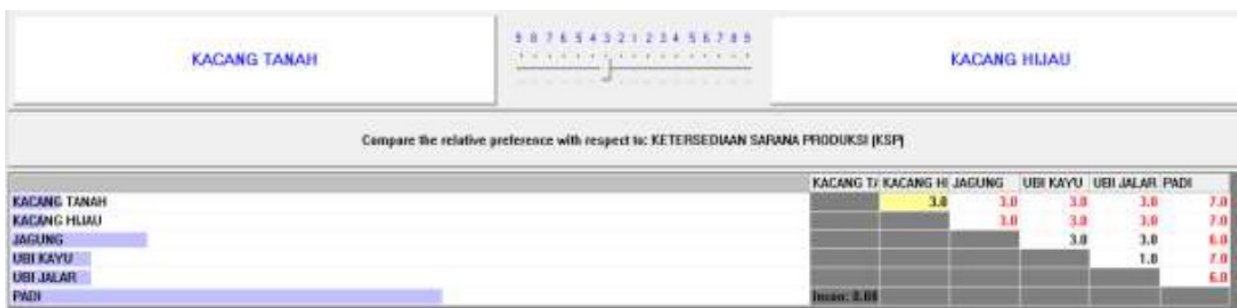 9 8 7 6 5 4 3 2 1 2 3 4 5 6 7 8 9
KACANG TANAH KACANG HIJAU
Compare the relative preference with respect to: KETERSEDIAAN SARANA PRODUKSI (KSP)
KACANG T KACANG HI JAGUNG UBI KAYU UBI JALAR PADI
KACANG TANAH 3.0 3.0 3.0 3.0 7.0
KACANG HIJAU 3.0 3.0 3.0 7.0
JAGUNG 3.0 3.0 6.0
UBI KAYU 1.0 7.0
UBI JALAR 6.0
PADI Incon: